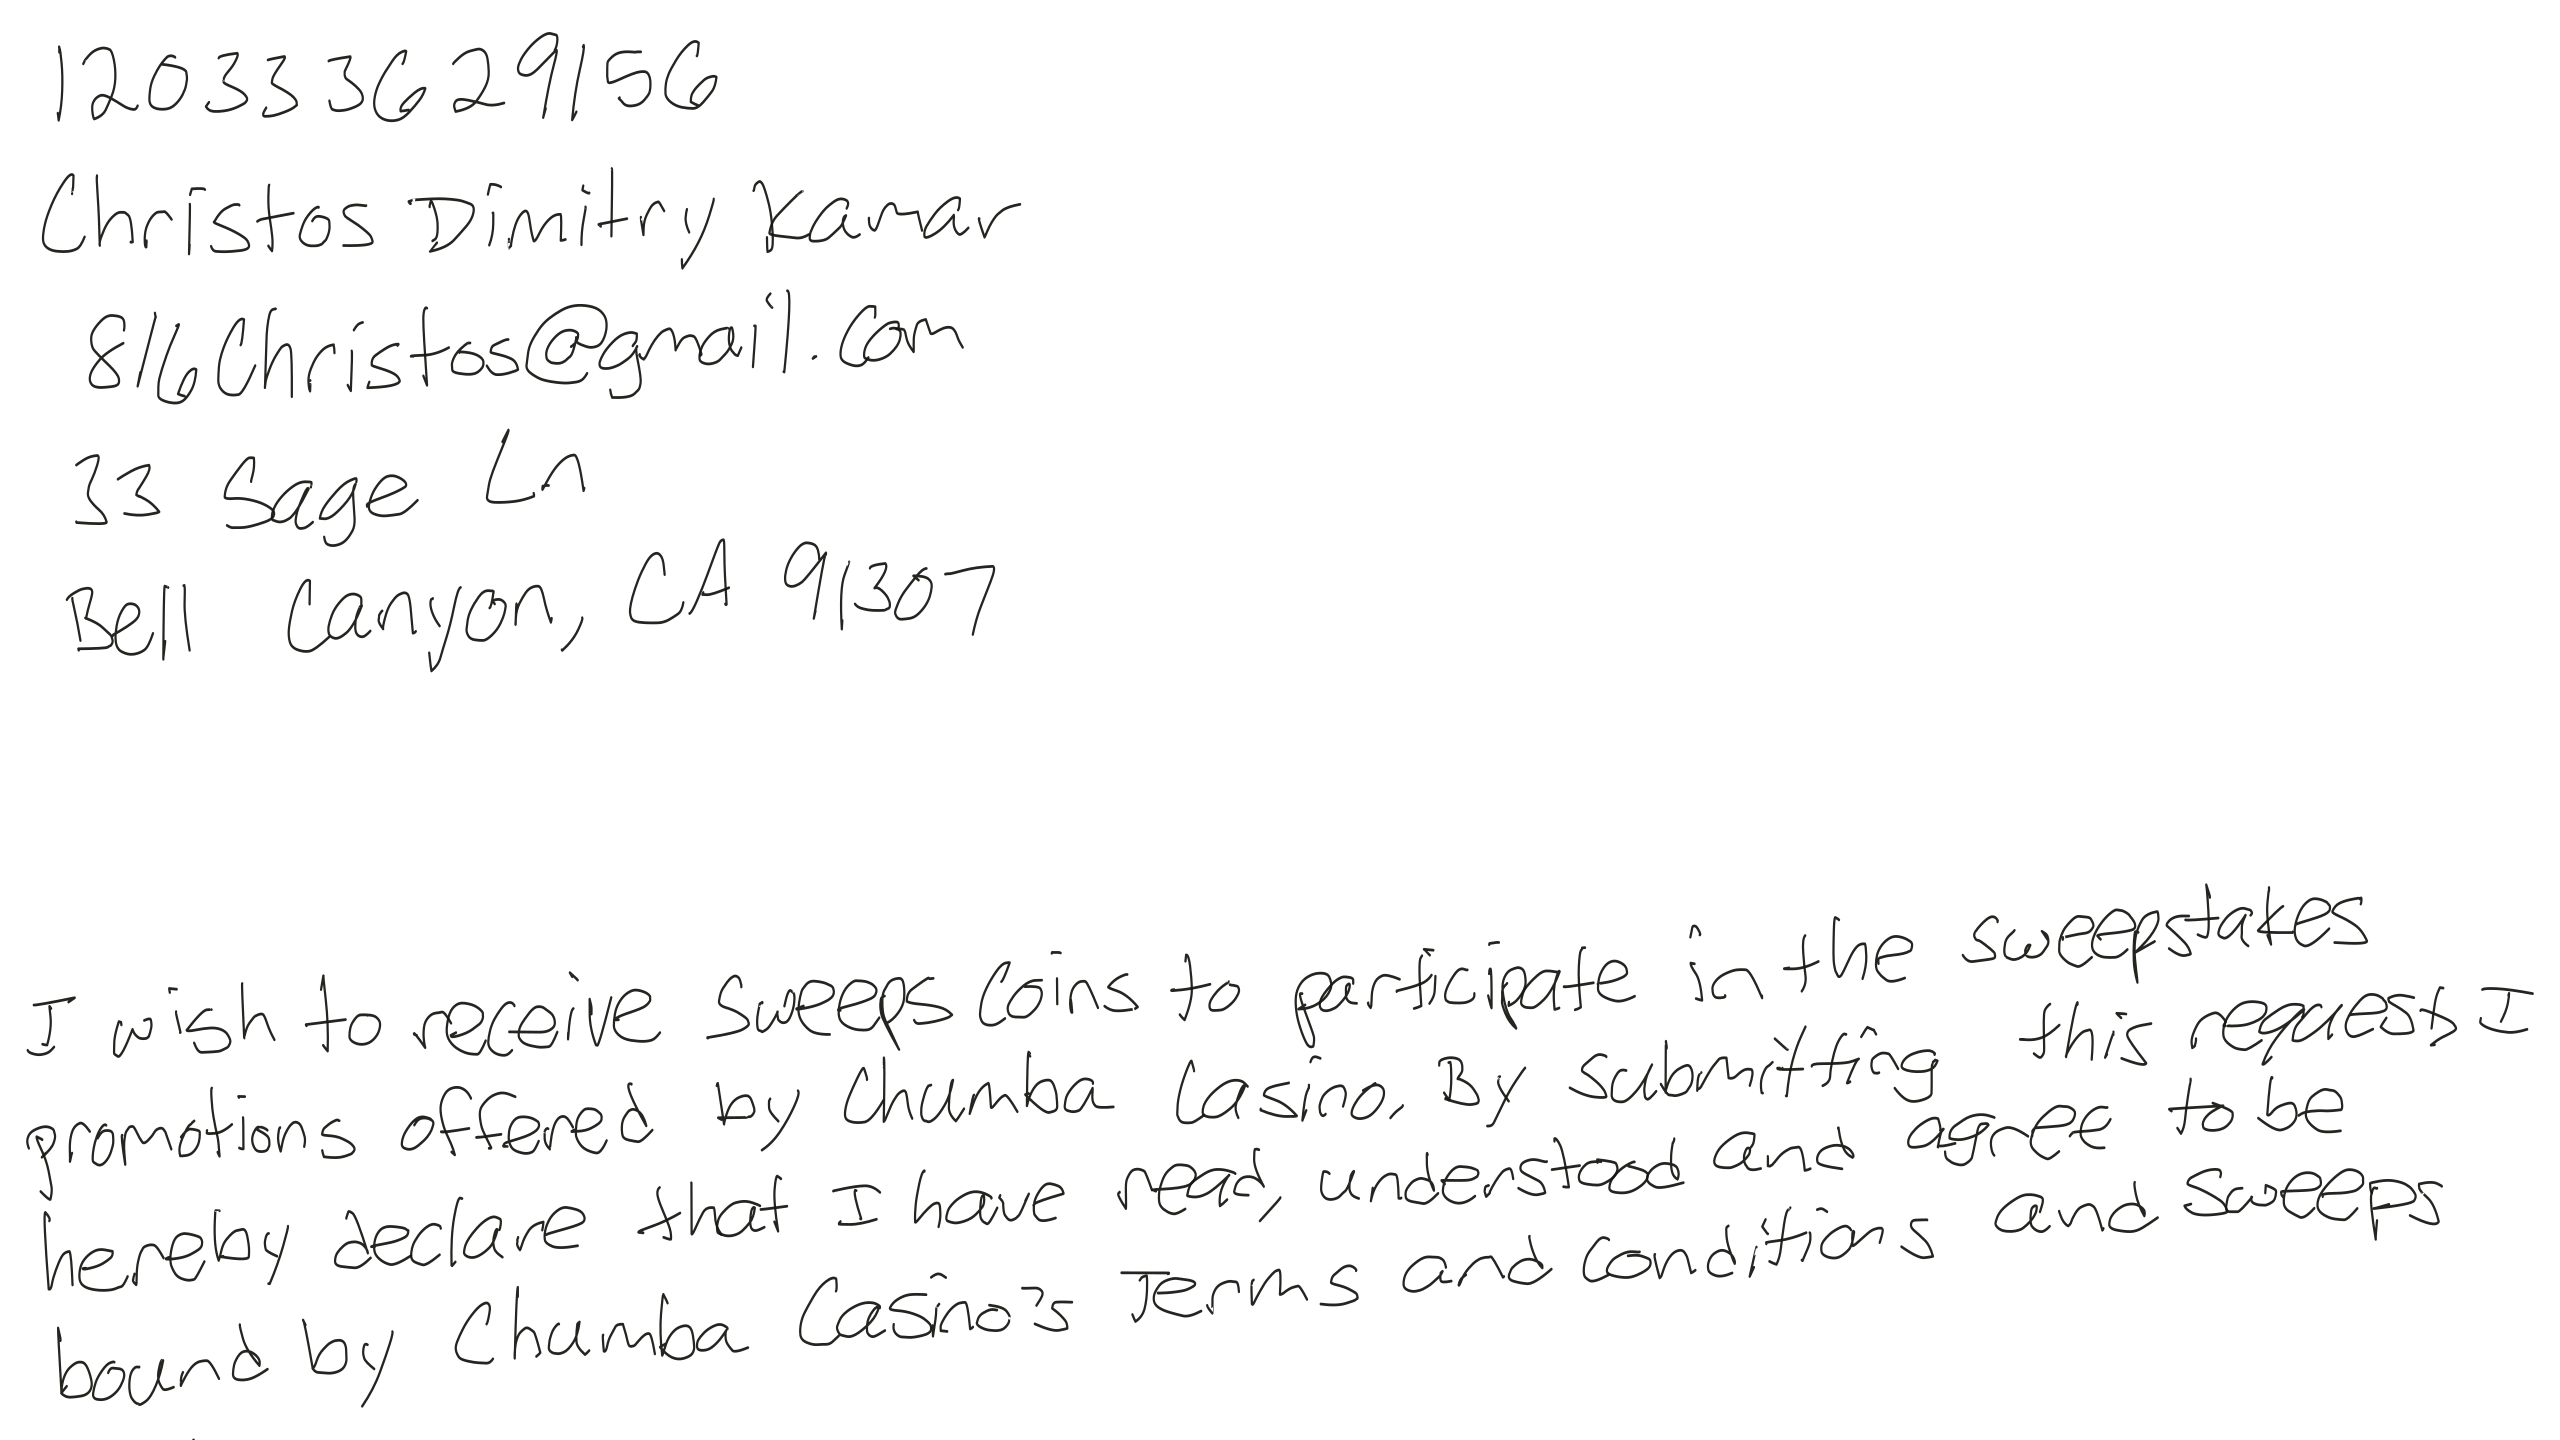 120333629156
Christos Dimitry Kamar
816Christos@gmail.com
33 Sage Ln
Bell Canyon, CA 91307
I wish to receive sweeps coins to participate in the sweepstakes
promotions offered by Chumba Casino. By submitting this request, I
hereby declare that I have read, understood and agree to be
bound by Chumba Casino's Terms and conditions and sweeps